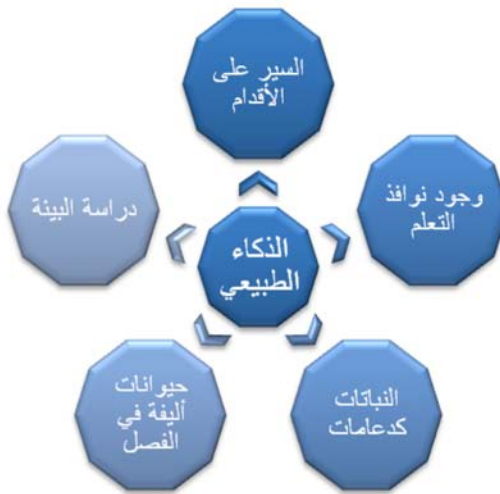 السير على
الأقدام
وجود نوافذ
التعلم
النباتات
كدعامات
حيوانات
أليفة في
الفصل
دراسة البيئة
الذكاء
الطبيعي